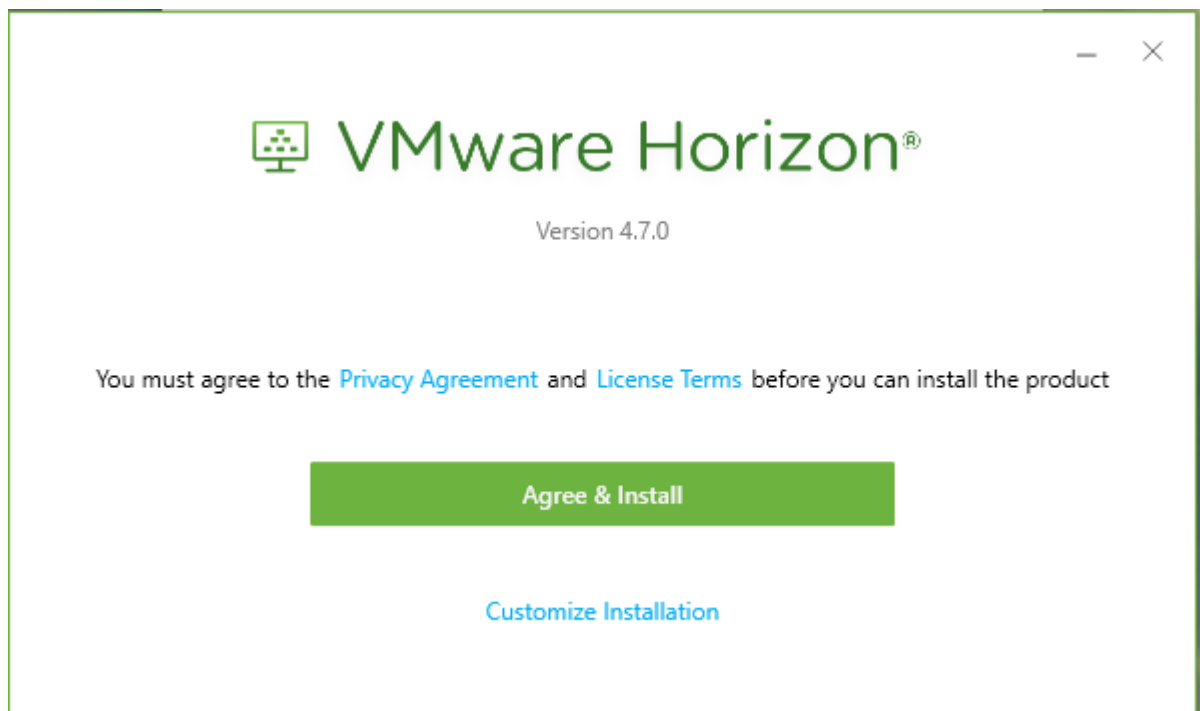 VMware Horizon®
Version 4.7.0
You must agree to the Privacy Agreement and License Terms before you can install the product
Agree & Install
Customize Installation